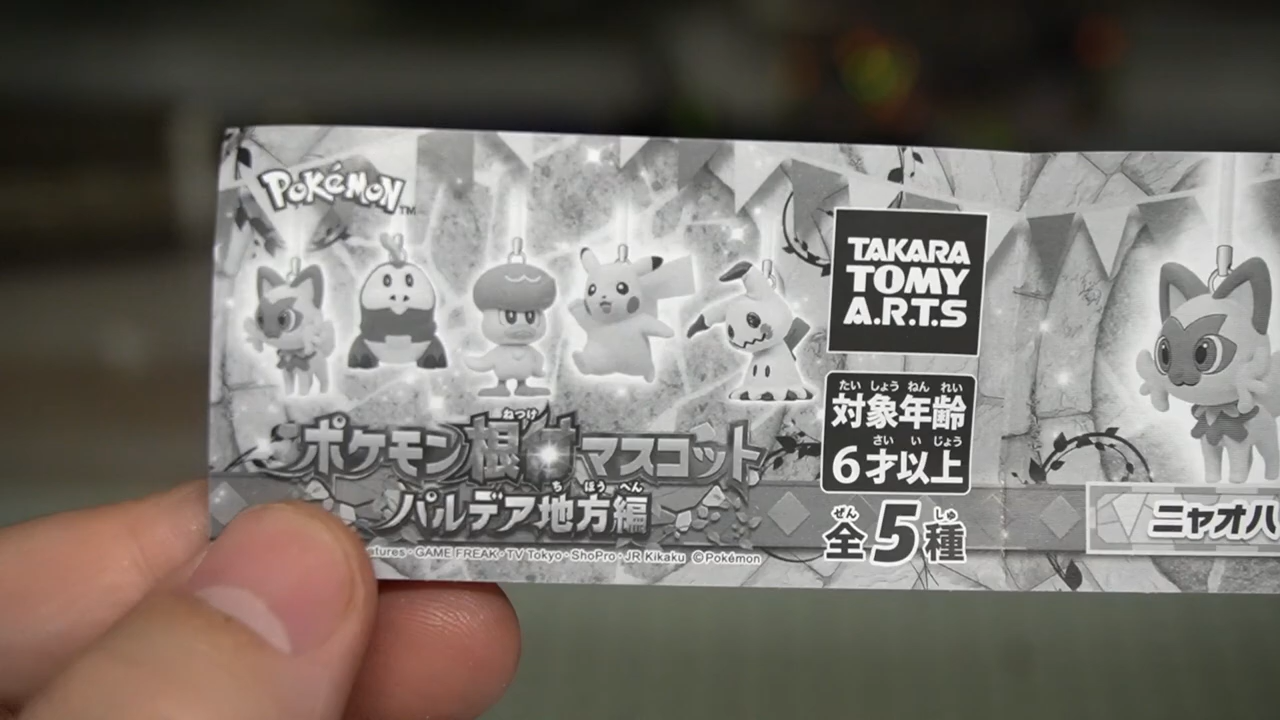 POKéMON™
ねつけ
ポケモン根付マスコット
ち ほう へん
パルデア地方編
atures・GAME FREAK・TV Tokyo・ShoPro・JR Kikaku ©Pokémon
TAKARA
TOMY
A.R.T.S
たい しょう ねん れい
対象年齢
さい い じょう
6才以上
ぜん しゅ
全5種
ニャオハ